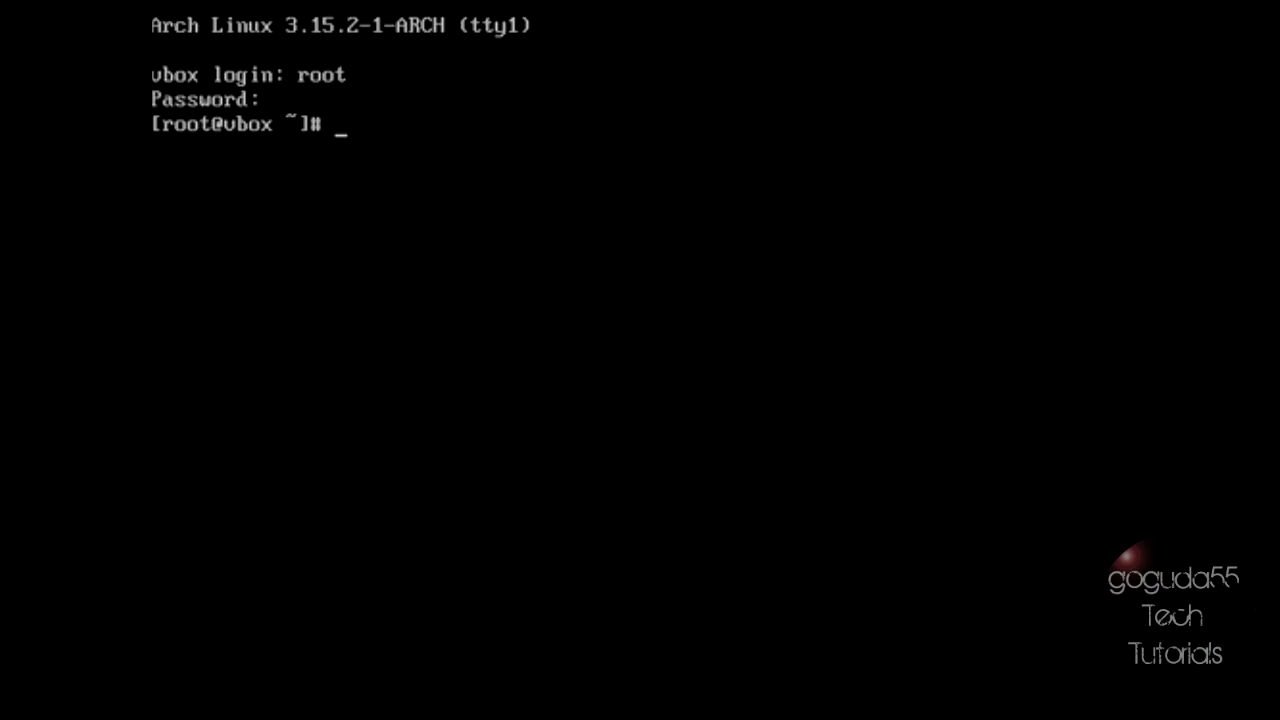 Arch Linux 3.15.2-1-ARCH (tty1)
vbox login: root
Password:
[root@vbox ~]# _
goguda55
Tech
Tutorials